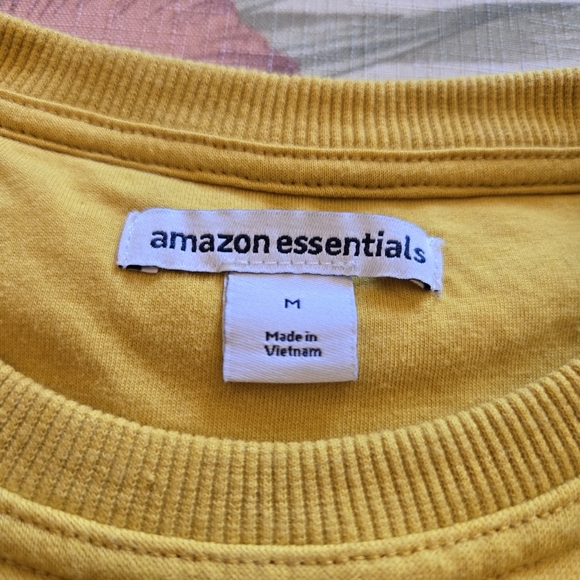 amazon essentials
M
Made in
Vietnam